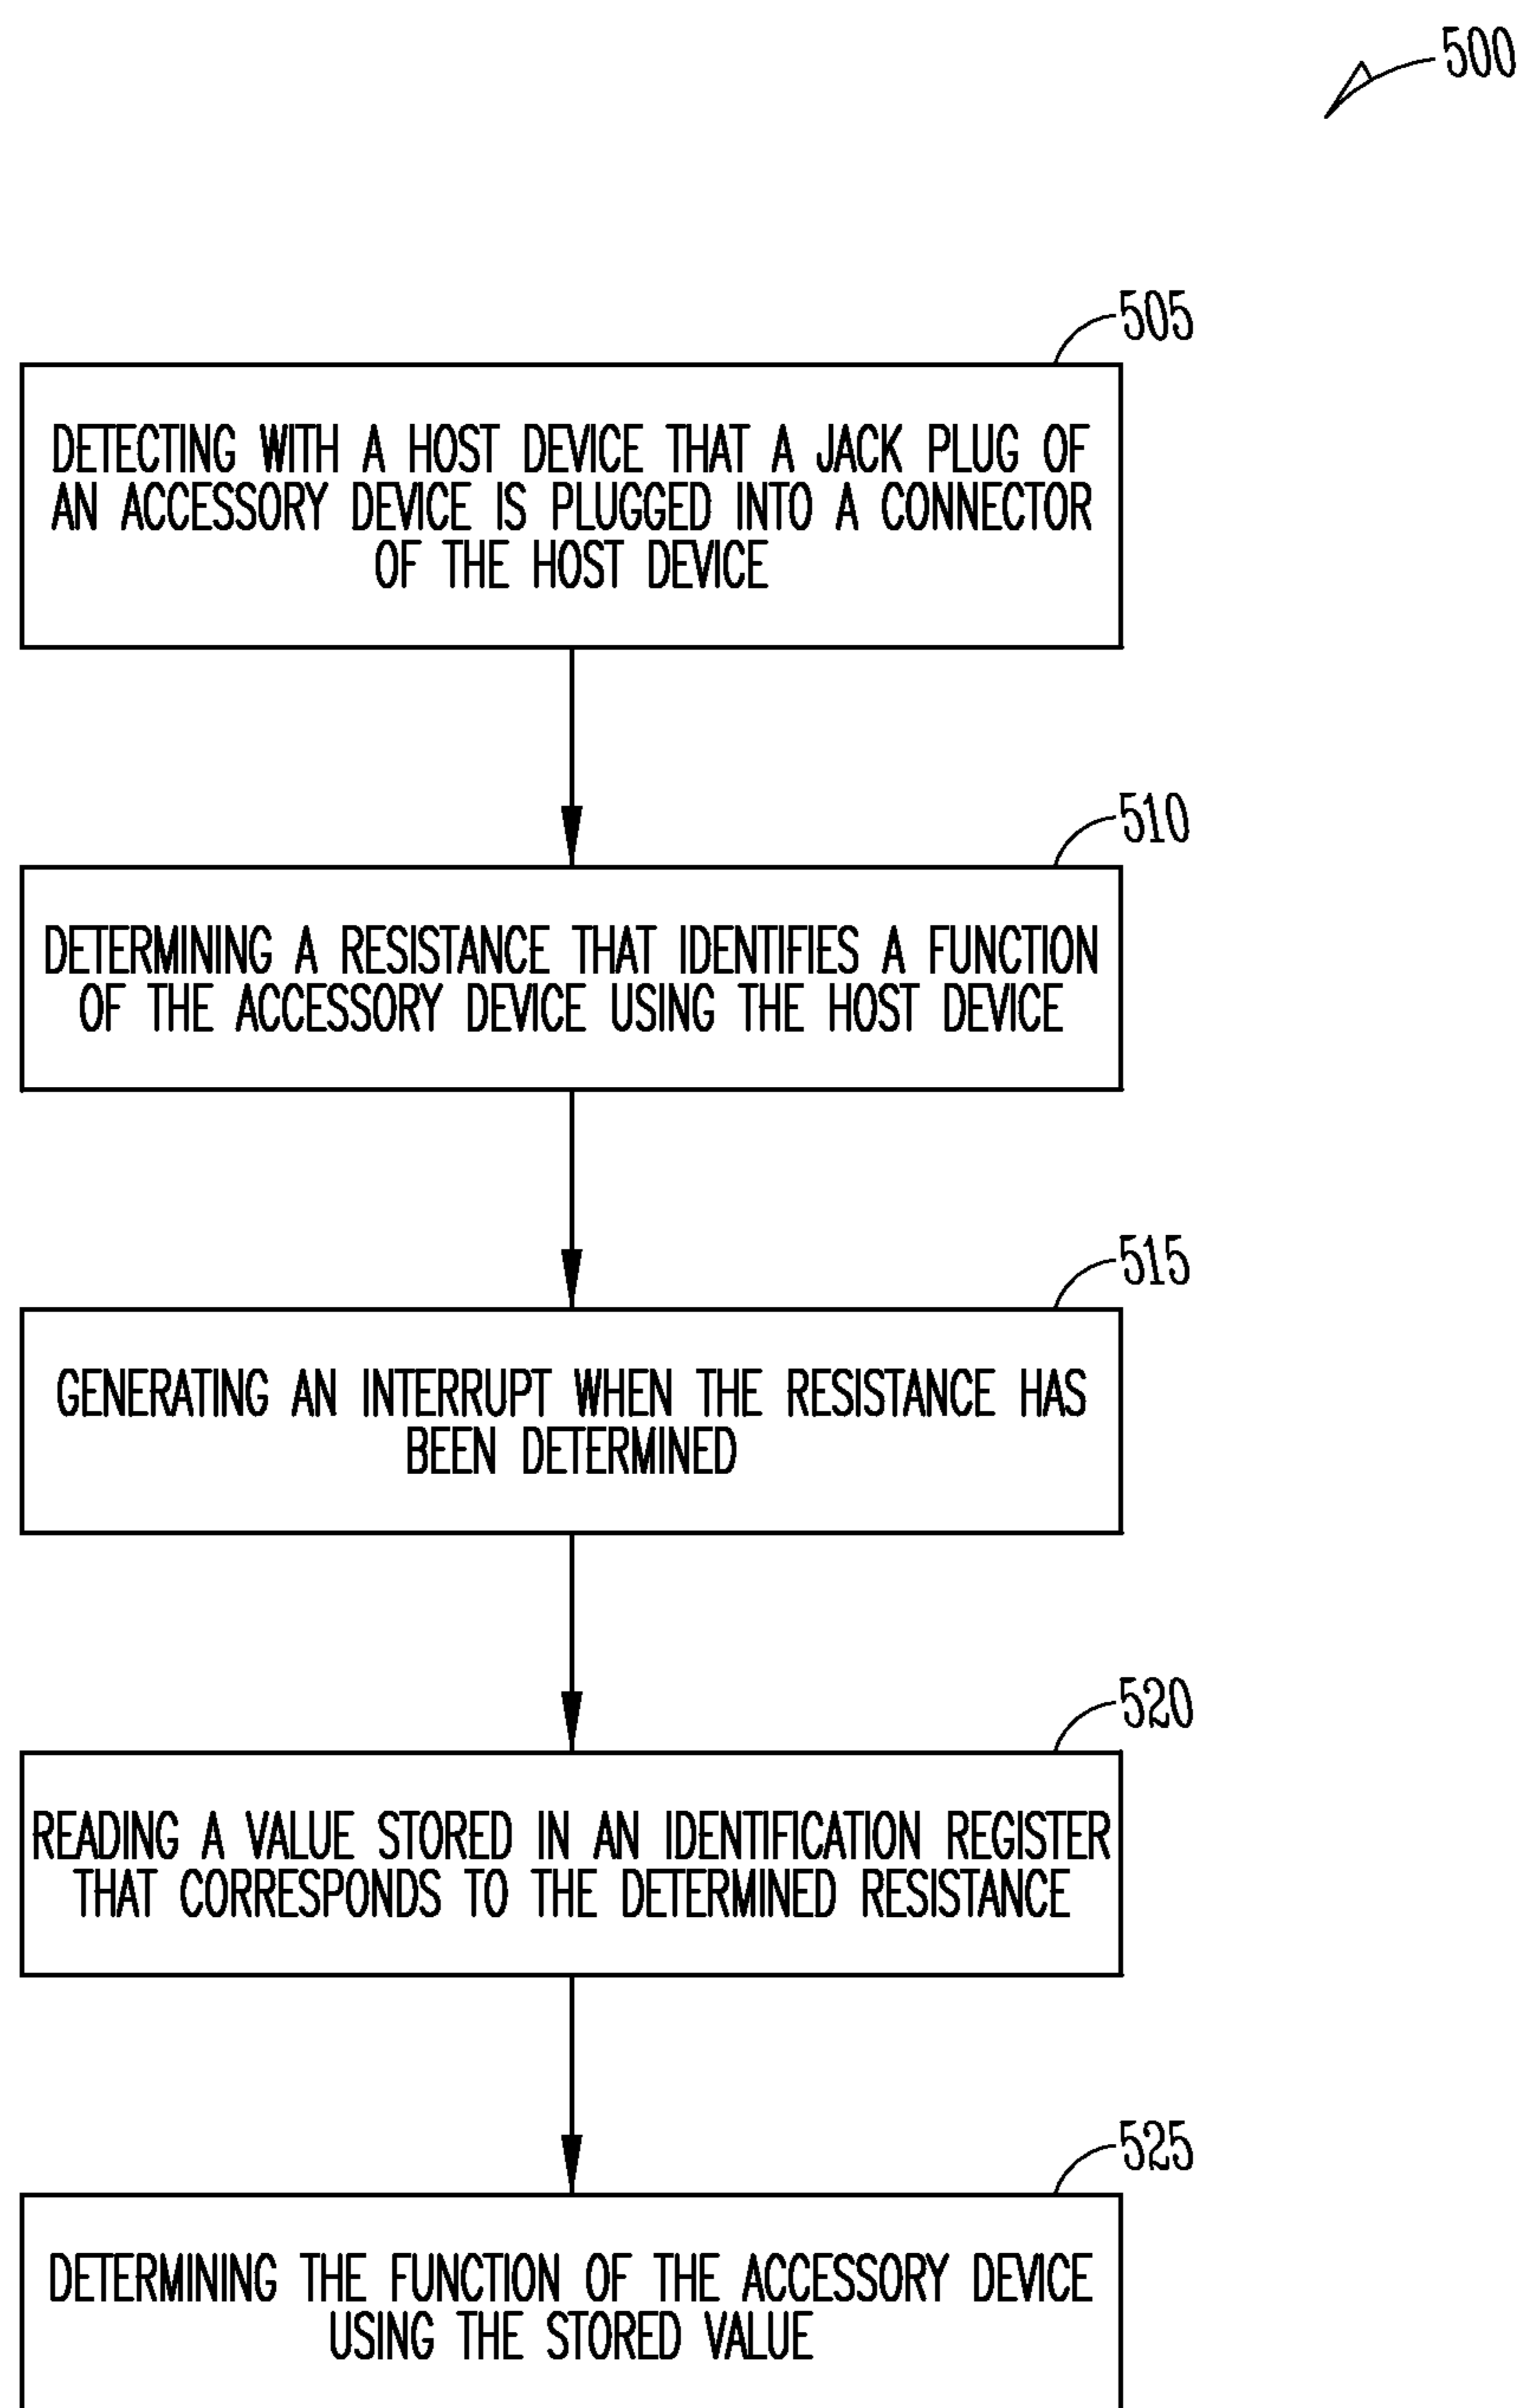 500
505
DETECTING WITH A HOST DEVICE THAT A JACK PLUG OF
AN ACCESSORY DEVICE IS PLUGGED INTO A CONNECTOR
OF THE HOST DEVICE
510
DETERMINING A RESISTANCE THAT IDENTIFIES A FUNCTION
OF THE ACCESSORY DEVICE USING THE HOST DEVICE
515
GENERATING AN INTERRUPT WHEN THE RESISTANCE HAS
BEEN DETERMINED
520
READING A VALUE STORED IN AN IDENTIFICATION REGISTER
THAT CORRESPONDS TO THE DETERMINED RESISTANCE
525
DETERMINING THE FUNCTION OF THE ACCESSORY DEVICE
USING THE STORED VALUE